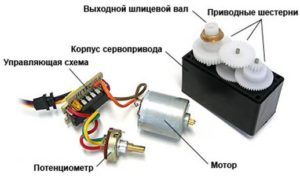 Выходной шлицевой вал
Приводные шестерни
Корпус сервопривода
Управляющая схема
Потенциометр
Мотор